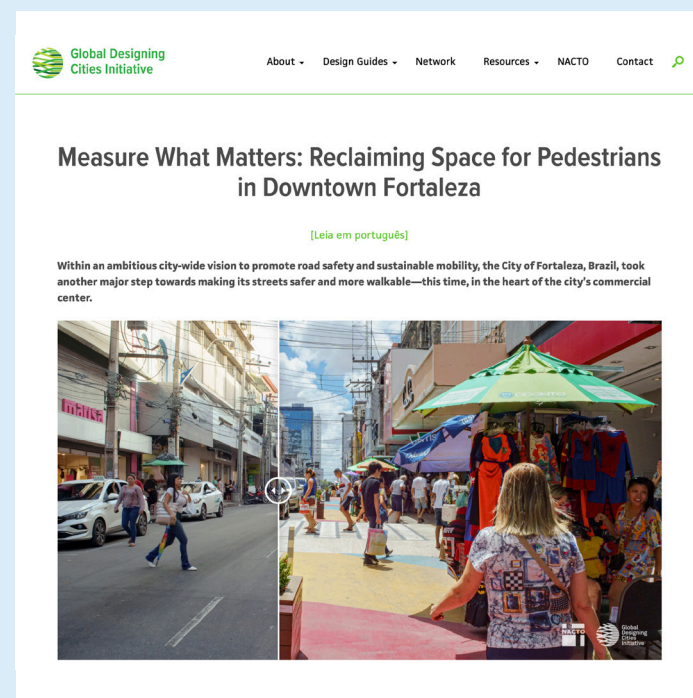 Global Designing
Cities Initiative
About
Design Guides
Network
Resources
NACTO
Contact
Measure What Matters: Reclaiming Space for Pedestrians
in Downtown Fortaleza
[Leia em português]
Within an ambitious city-wide vision to promote road safety and sustainable mobility, the City of Fortaleza, Brazil, took
another major step towards making its streets safer and more walkable—this time, in the heart of the city's commercial
center.
marisa
NACTO
Global
Designing
Cities
Initiative